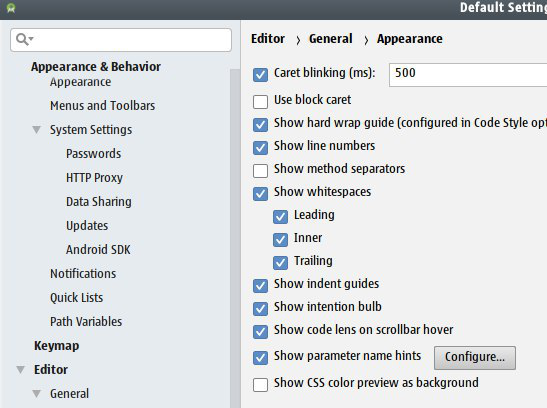 Default Setting
Appearance & Behavior
Appearance
Menus and Toolbars
System Settings
Passwords
HTTP Proxy
Data Sharing
Updates
Android SDK
Notifications
Quick Lists
Path Variables
Keymap
Editor
General
Editor › General › Appearance
Caret blinking (ms): 500
Use block caret
Show hard wrap guide (configured in Code Style opt
Show line numbers
Show method separators
Show whitespaces
Leading
Inner
Trailing
Show indent guides
Show intention bulb
Show code lens on scrollbar hover
Show parameter name hints Configure...
Show CSS color preview as background